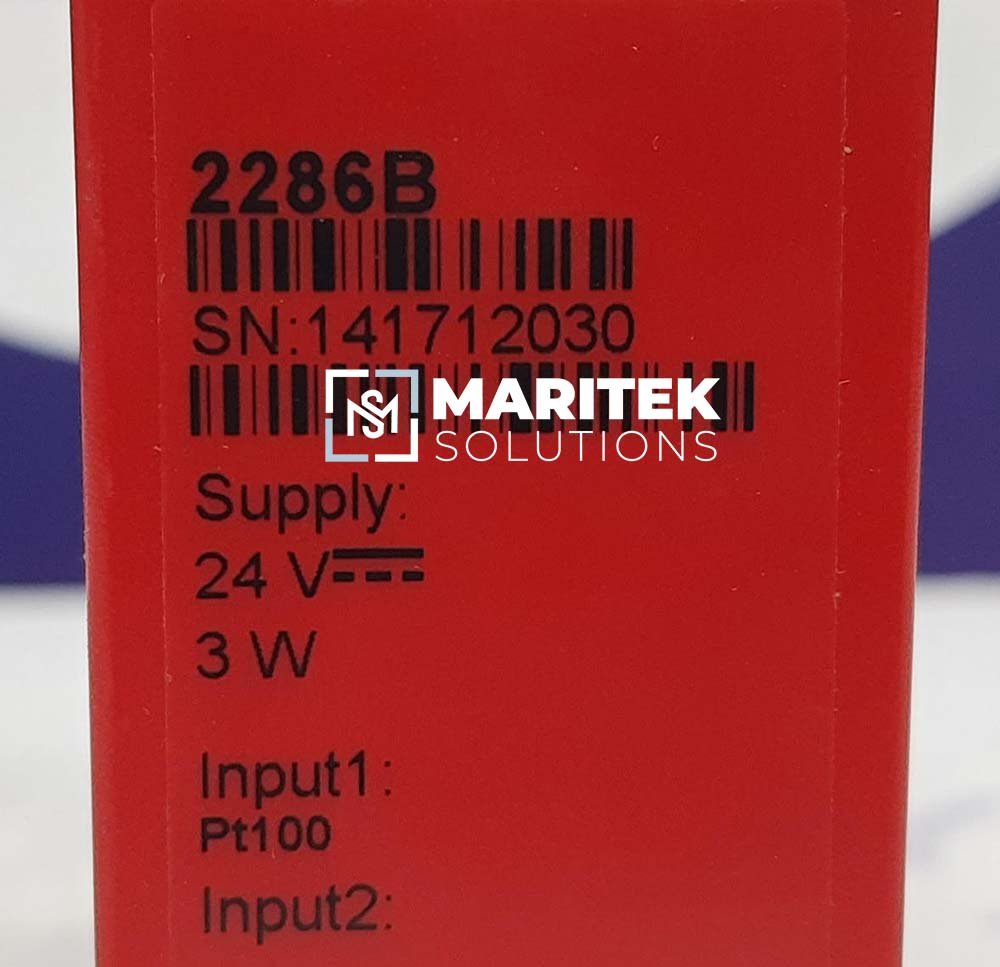 2286B
SN:141712030
MARITEK
SOLUTIONS
Supply:
24 V
3 W
Input1:
Pt100
Input2: